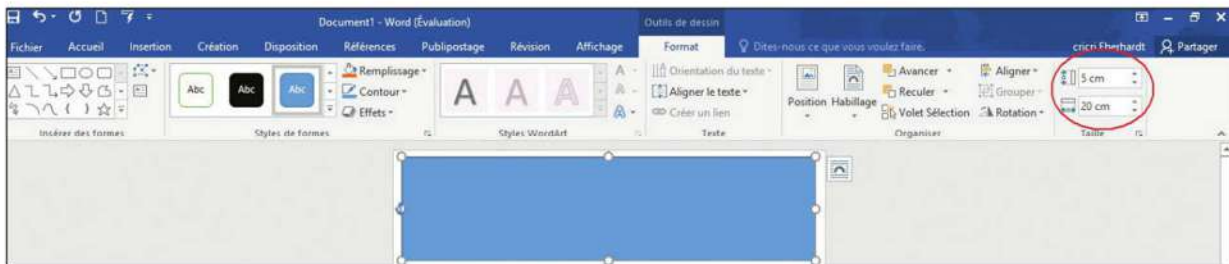 Document1 - Word (Évaluation)
Outils de dessin
Fichier Accueil Insertion Création Disposition Références Publipostage Révision Affichage Format Dites-nous ce que vous voulez faire. cricri Eberhardt Partager
Abc Abc Abc
Remplissage
Contour
Effets
A A A
A
A
A
Orientation du texte
Aligner le texte
Créer un lien
Position Habillage
Avancer
Reculer
Volet Sélection
Aligner
Grouper
Rotation
5 cm
20 cm
Insérer des formes Styles de formes Styles WordArt Texte Organiser Taille